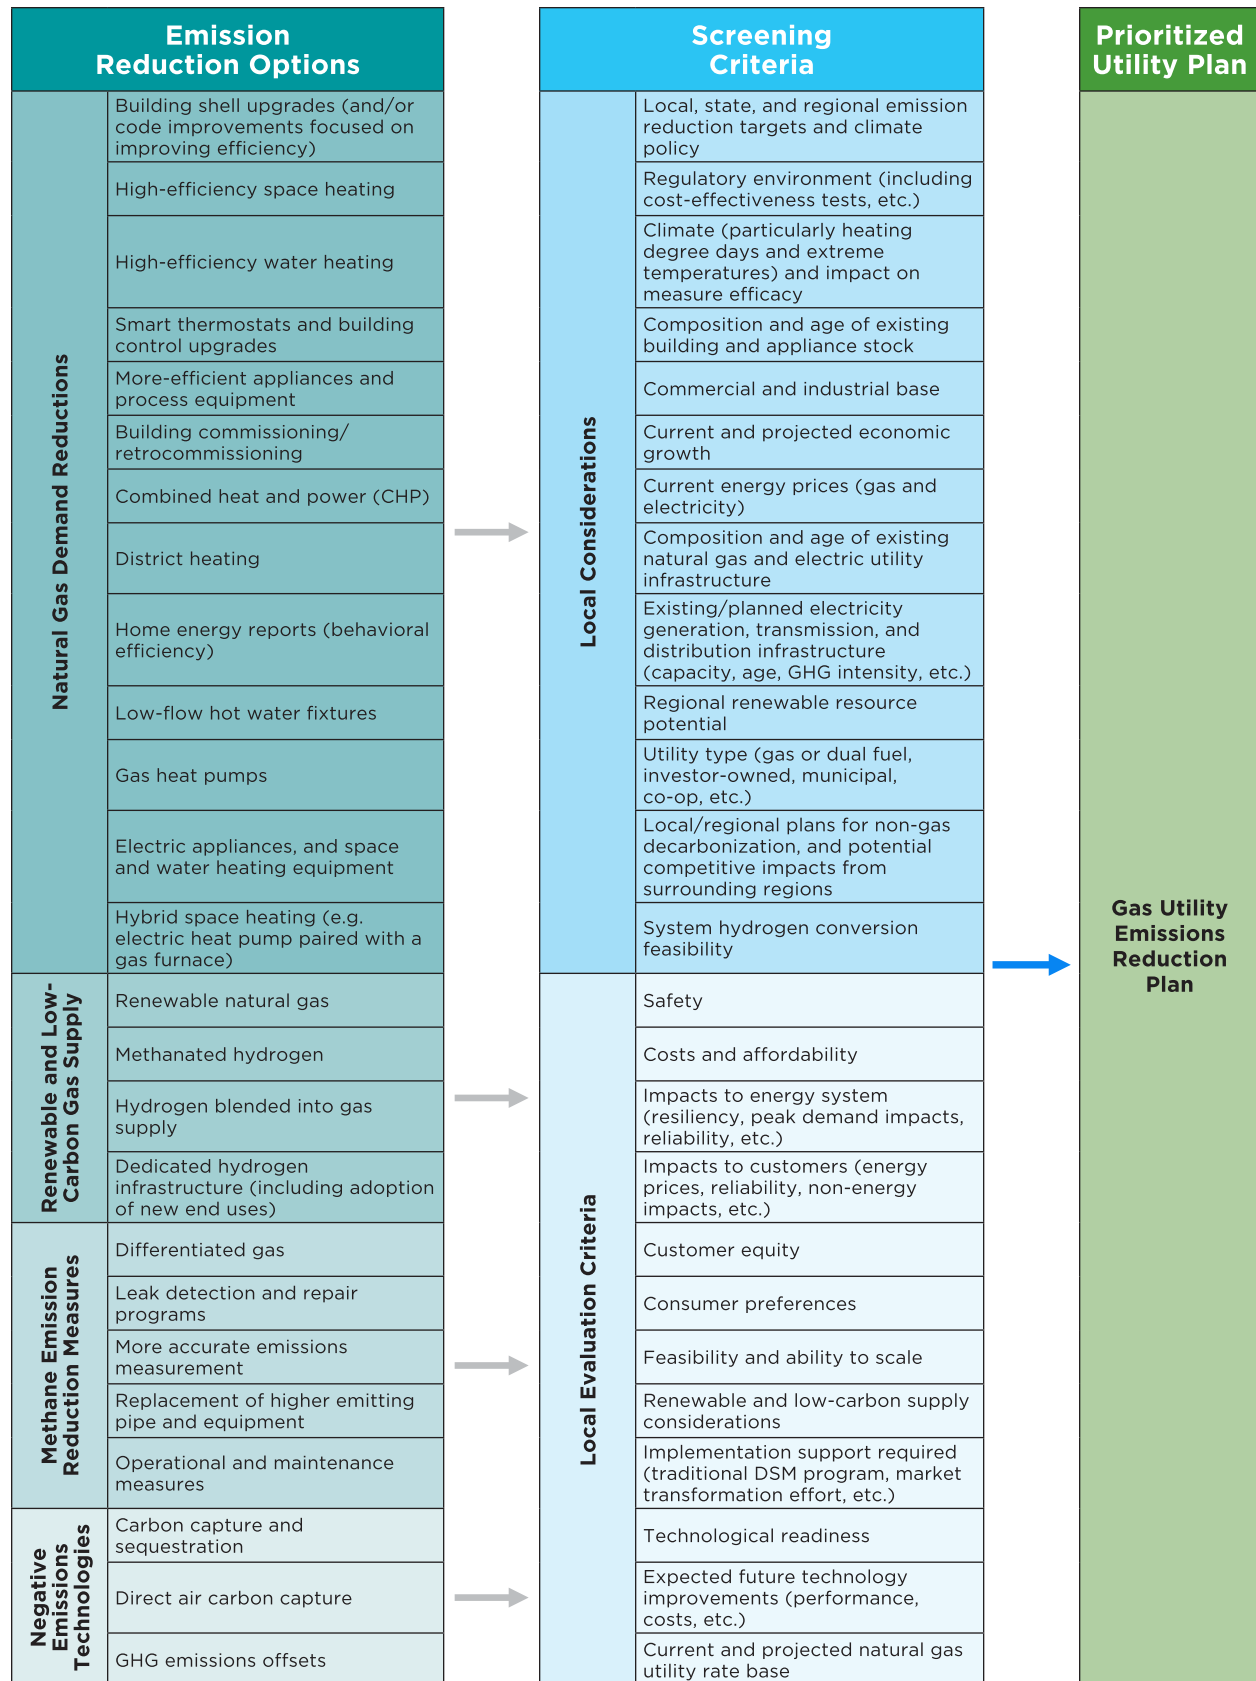 Emission
Reduction Options
Natural Gas Demand Reductions
Building shell upgrades (and/or
code improvements focused on
improving efficiency)
High-efficiency space heating
High-efficiency water heating
Smart thermostats and building
control upgrades
More-efficient appliances and
process equipment
Building commissioning/
retrocommissioning
Combined heat and power (CHP)
District heating
Home energy reports (behavioral
efficiency)
Low-flow hot water fixtures
Gas heat pumps
Electric appliances, and space
and water heating equipment
Hybrid space heating (e.g.
electric heat pump paired with a
gas furnace)
Renewable and Low-
Carbon Gas Supply
Renewable natural gas
Methanated hydrogen
Hydrogen blended into gas
supply
Dedicated hydrogen
infrastructure (including adoption
of new end uses)
Methane Emission
Reduction Measures
Differentiated gas
Leak detection and repair
programs
More accurate emissions
measurement
Replacement of higher emitting
pipe and equipment
Operational and maintenance
measures
Negative
Emissions
Technologies
Carbon capture and
sequestration
Direct air carbon capture
GHG emissions offsets
Screening
Criteria
Local Considerations
Local, state, and regional emission
reduction targets and climate
policy
Regulatory environment (including
cost-effectiveness tests, etc.)
Climate (particularly heating
degree days and extreme
temperatures) and impact on
measure efficacy
Composition and age of existing
building and appliance stock
Commercial and industrial base
Current and projected economic
growth
Current energy prices (gas and
electricity)
Composition and age of existing
natural gas and electric utility
infrastructure
Existing/planned electricity
generation, transmission, and
distribution infrastructure
(capacity, age, GHG intensity, etc.)
Regional renewable resource
potential
Utility type (gas or dual fuel,
investor-owned, municipal,
co-op, etc.)
Local/regional plans for non-gas
decarbonization, and potential
competitive impacts from
surrounding regions
System hydrogen conversion
feasibility
Local Evaluation Criteria
Safety
Costs and affordability
Impacts to energy system
(resiliency, peak demand impacts,
reliability, etc.)
Impacts to customers (energy
prices, reliability, non-energy
impacts, etc.)
Customer equity
Consumer preferences
Feasibility and ability to scale
Renewable and low-carbon supply
considerations
Implementation support required
(traditional DSM program, market
transformation effort, etc.)
Technological readiness
Expected future technology
improvements (performance,
costs, etc.)
Current and projected natural gas
utility rate base
Prioritized
Utility Plan
Gas Utility
Emissions
Reduction
Plan